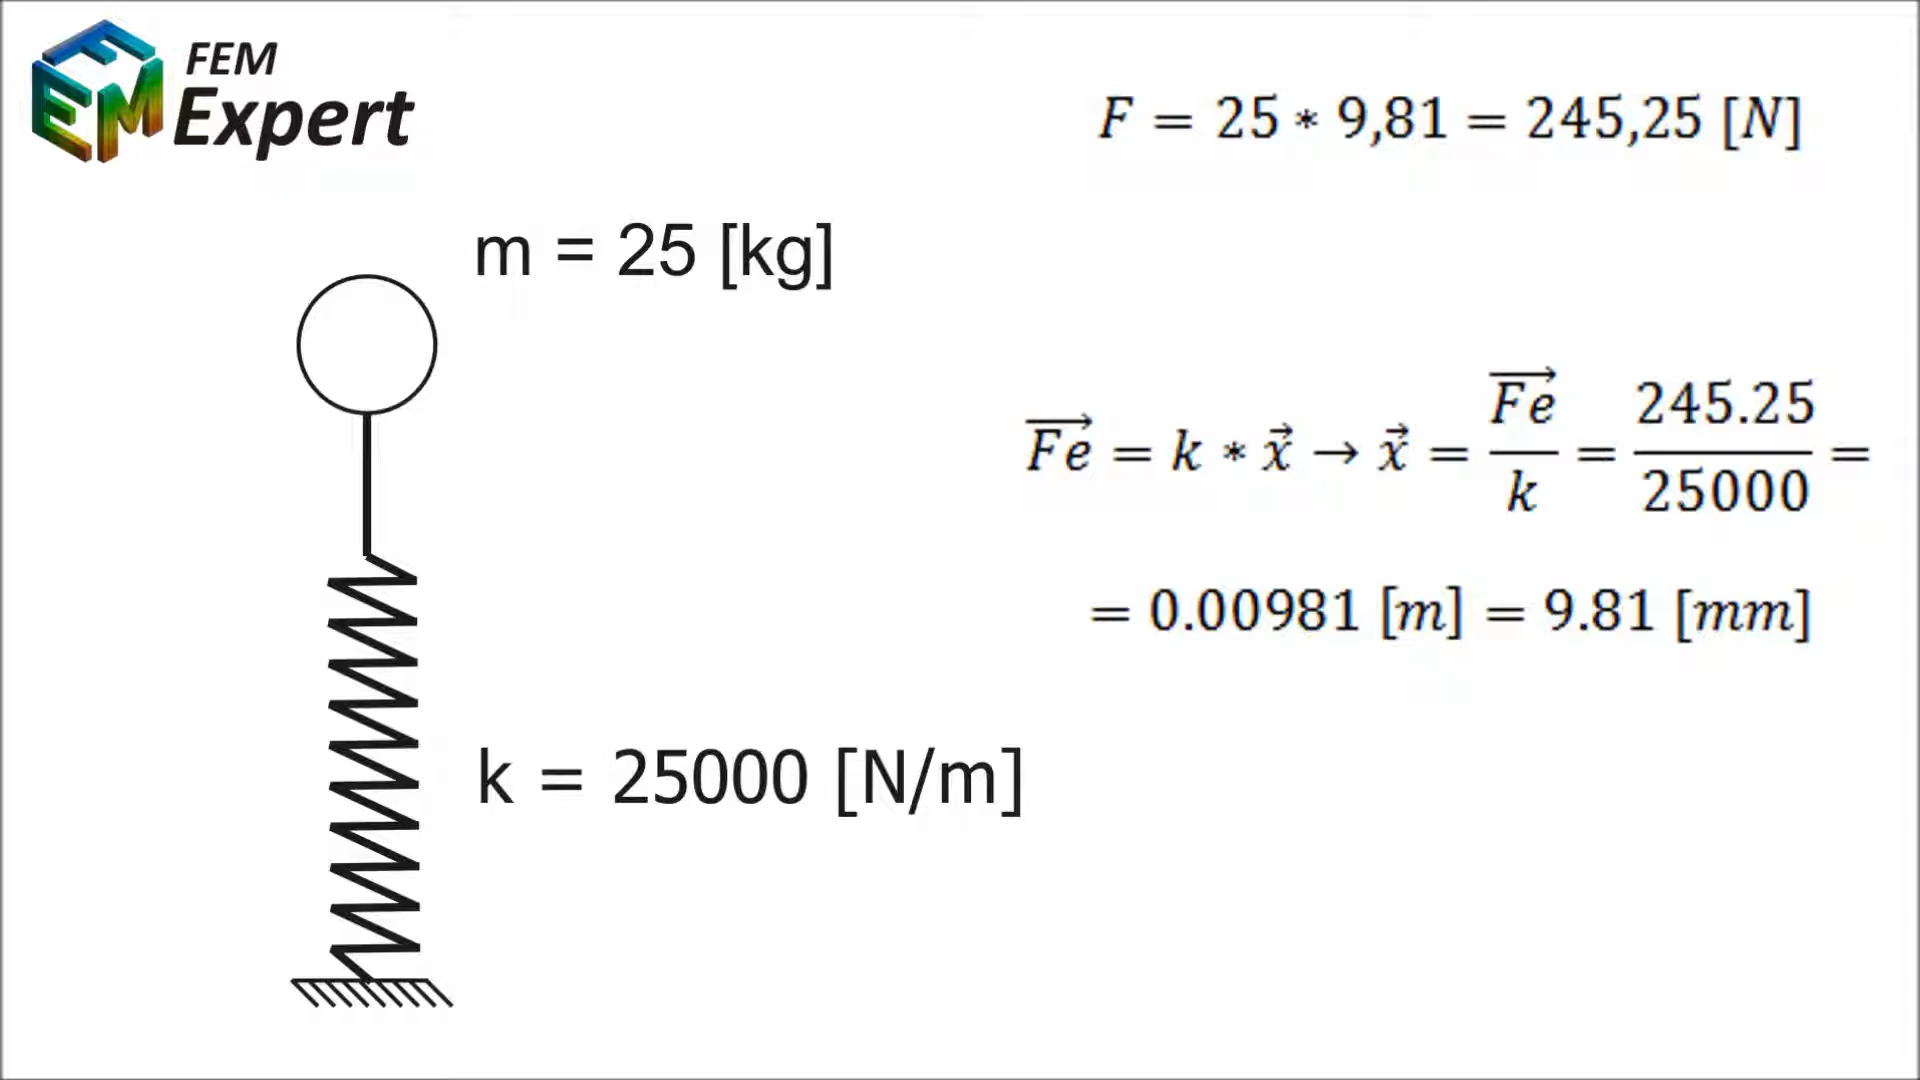 FEM
Expert
F = 25 * 9,81 = 245,25 [N]
m = 25 [kg]
Fe⃗ = k * x⃗ → x⃗ = Fe⃗ / k = 245.25 / 25000 =
= 0.00981 [m] = 9.81 [mm]
k = 25000 [N/m]